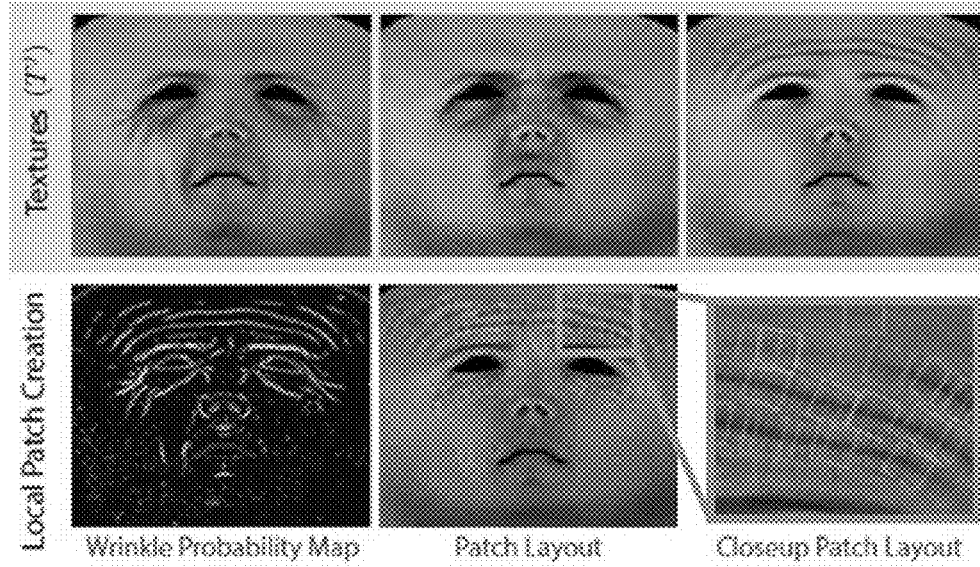 Textures (T')
Local Patch Creation
Wrinkle Probability Map
Patch Layout
Closeup Patch Layout